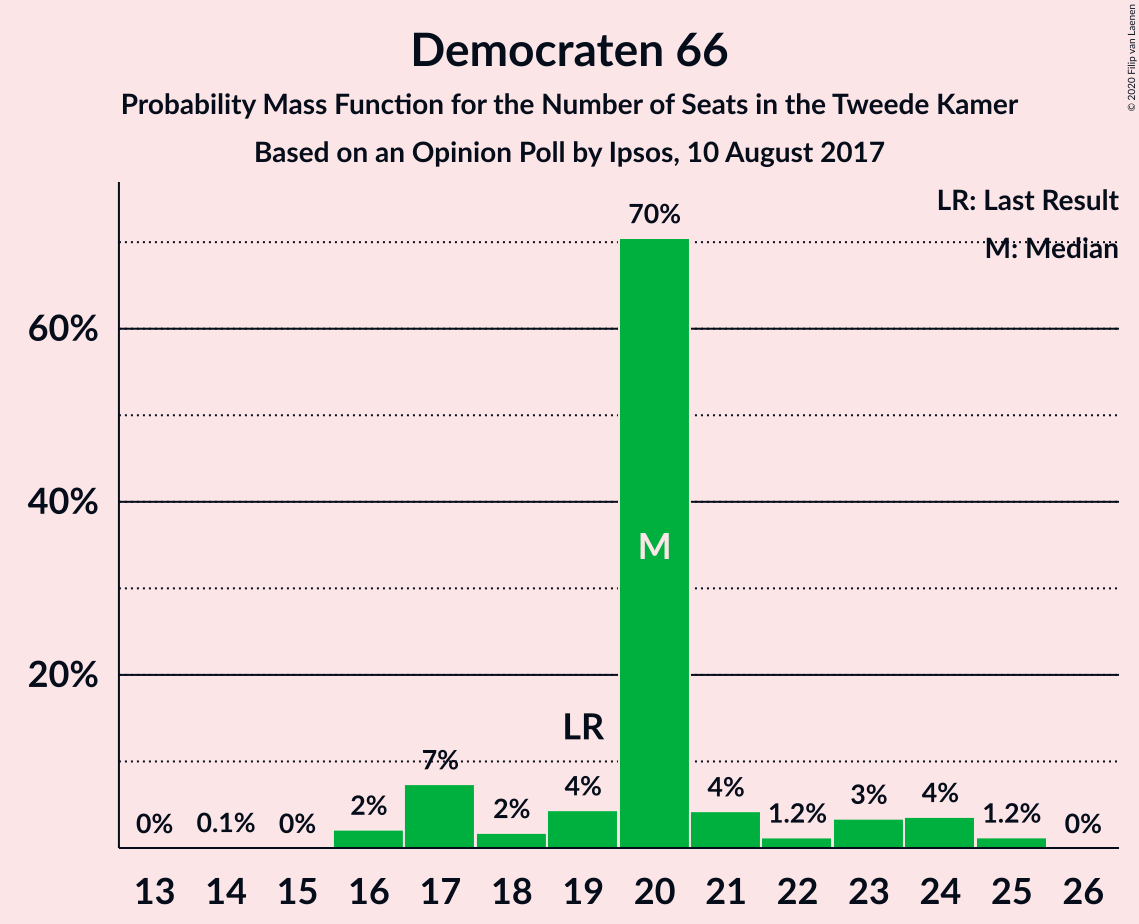 Democraten 66
Probability Mass Function for the Number of Seats in the Tweede Kamer
Based on an Opinion Poll by Ipsos, 10 August 2017
© 2020 Filip van Laenen
LR: Last Result
M: Median
60%
40%
20%
0%
0.1%
0%
2%
7%
2%
4%
LR
70%
M
4%
1.2%
3%
4%
1.2%
0%
13 14 15 16 17 18 19 20 21 22 23 24 25 26